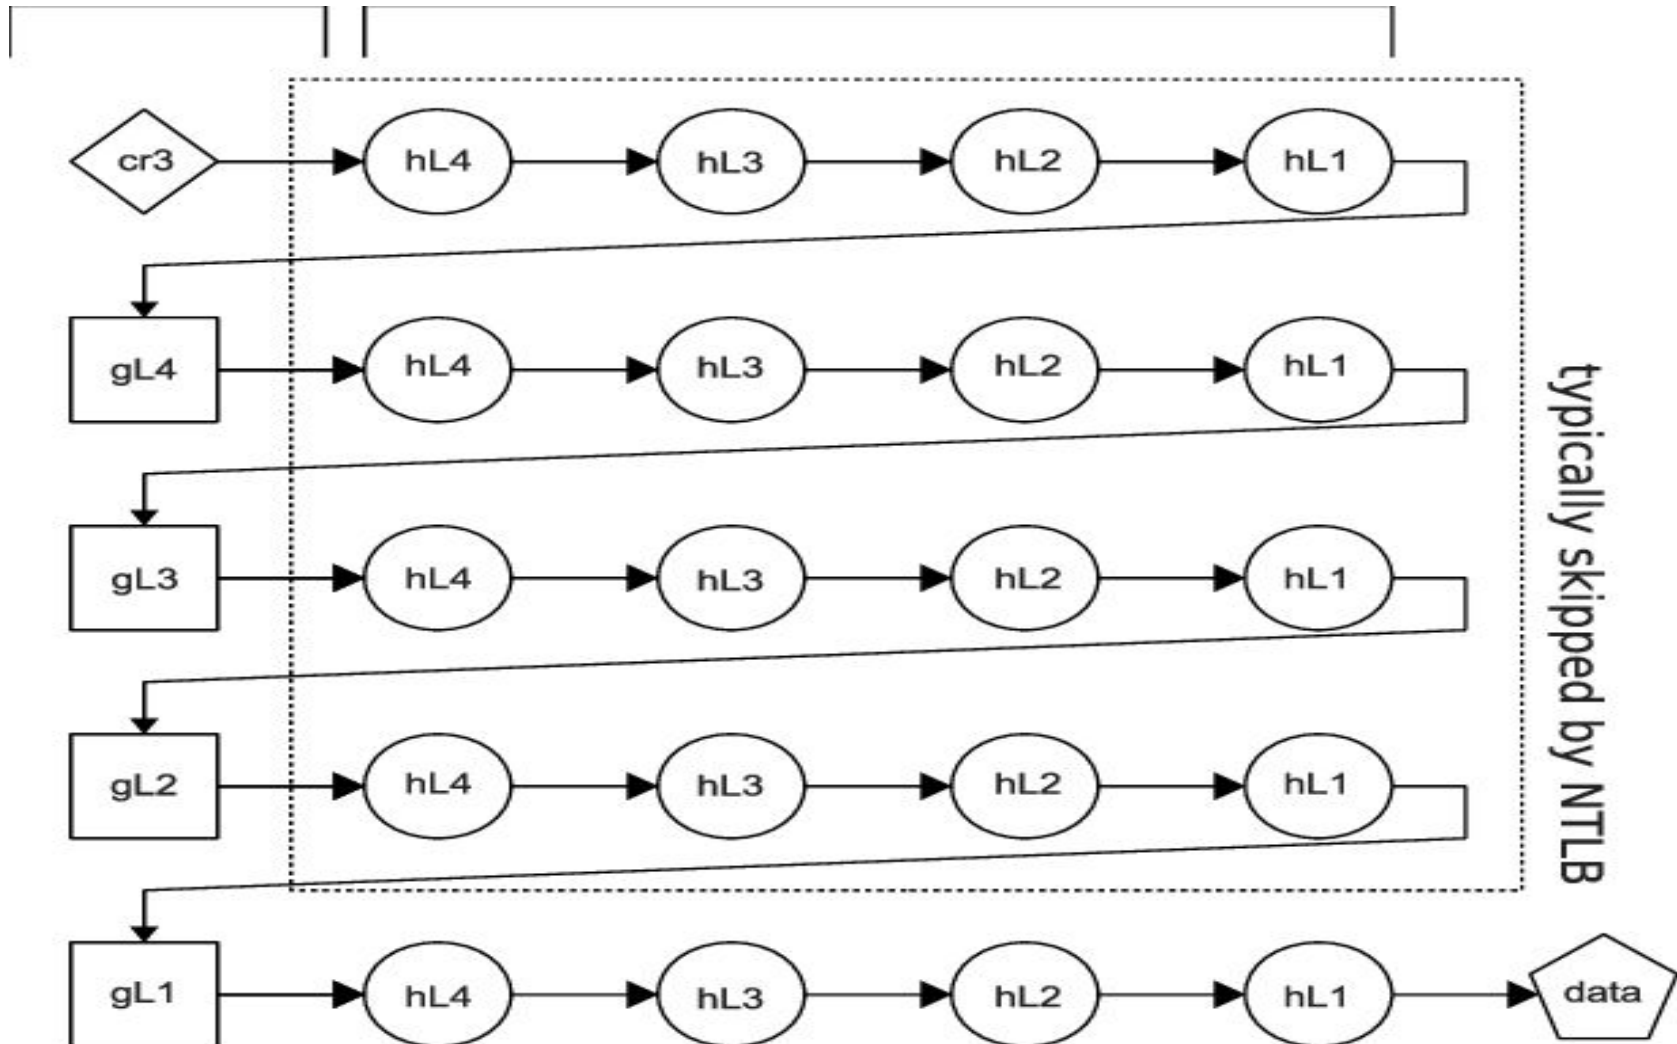 cr3 hL4 hL3 hL2 hL1
gL4 hL4 hL3 hL2 hL1
gL3 hL4 hL3 hL2 hL1
gL2 hL4 hL3 hL2 hL1
gL1 hL4 hL3 hL2 hL1 data
typically skipped by NTLB